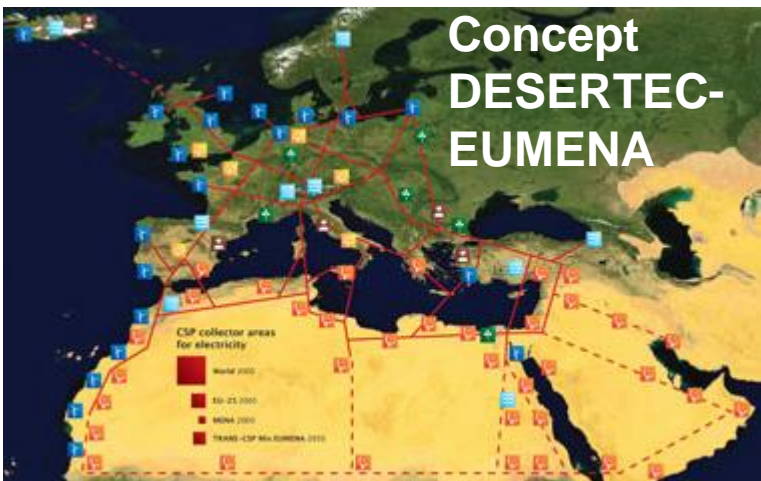 Concept
DESERTEC-
EUMENA
CSP collector areas
for electricity
World 2005
EU-25 2005
MENA 2005
TRANS-CSP Mix EUMENA 2050